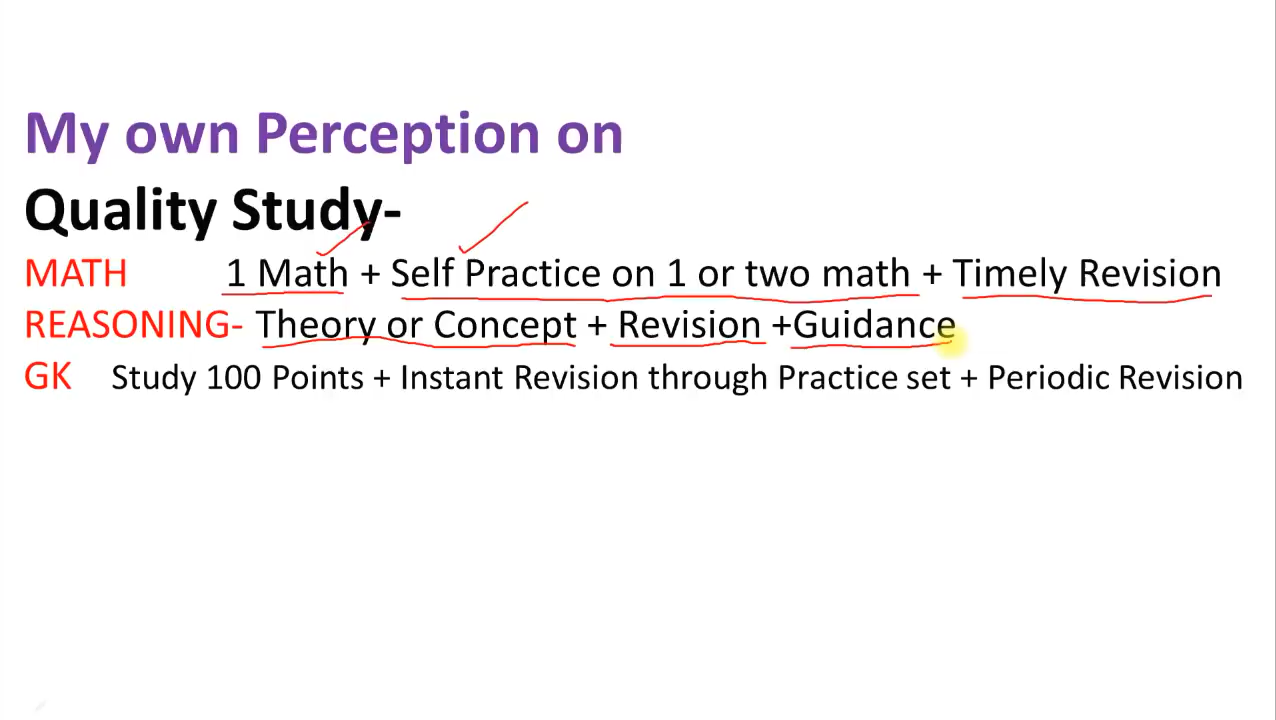 My own Perception on
Quality Study-
MATH 1 Math + Self Practice on 1 or two math + Timely Revision
REASONING- Theory or Concept + Revision +Guidance
GK Study 100 Points + Instant Revision through Practice set + Periodic Revision